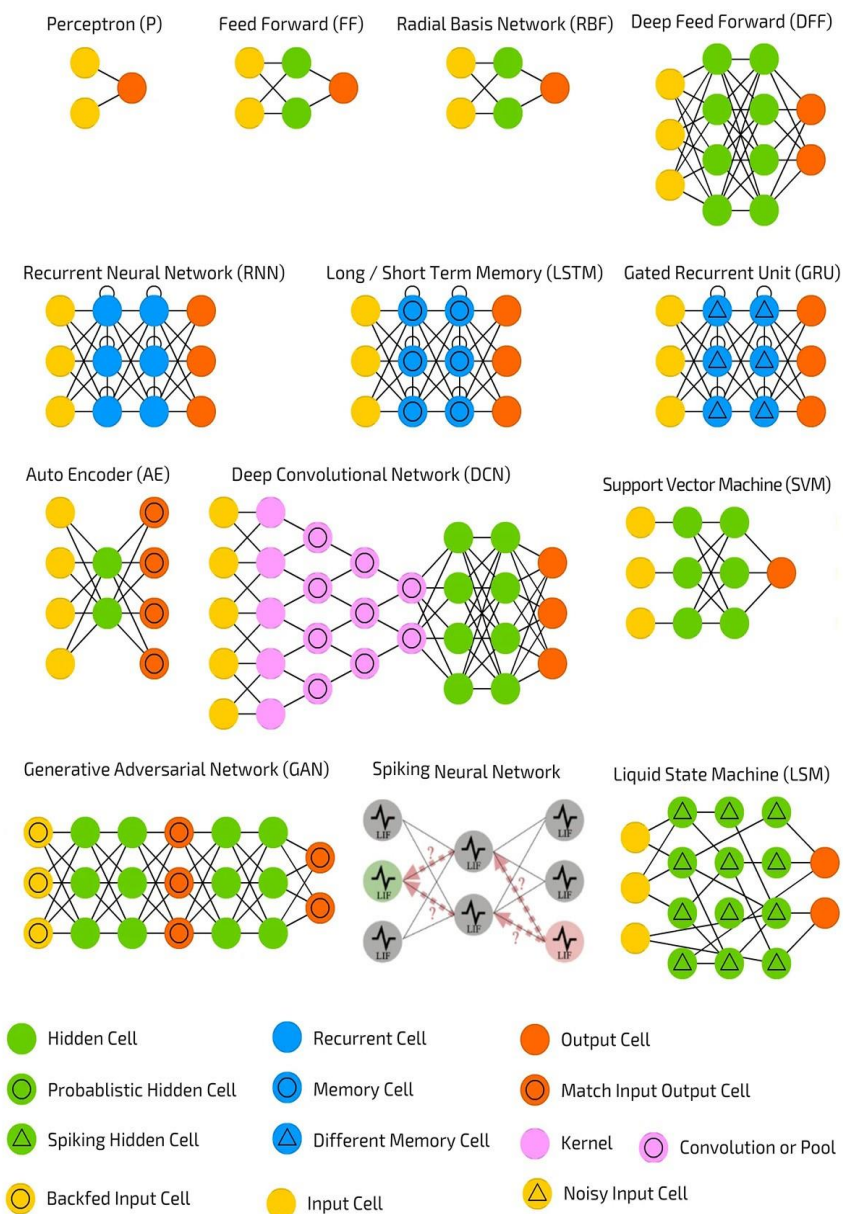 Perceptron (P)
Feed Forward (FF)
Radial Basis Network (RBF)
Deep Feed Forward (DFF)
Recurrent Neural Network (RNN)
Long / Short Term Memory (LSTM)
Gated Recurrent Unit (GRU)
Auto Encoder (AE)
Deep Convolutional Network (DCN)
Support Vector Machine (SVM)
Generative Adversarial Network (GAN)
Spiking Neural Network
Liquid State Machine (LSM)
LIF
LIF
LIF
?
LIF
?
LIF
LIF
?
LIF
?
LIF
LIF
Hidden Cell
Recurrent Cell
Output Cell
Probablistic Hidden Cell
Memory Cell
Match Input Output Cell
Spiking Hidden Cell
Different Memory Cell
Kernel
Convolution or Pool
Backfed Input Cell
Input Cell
Noisy Input Cell